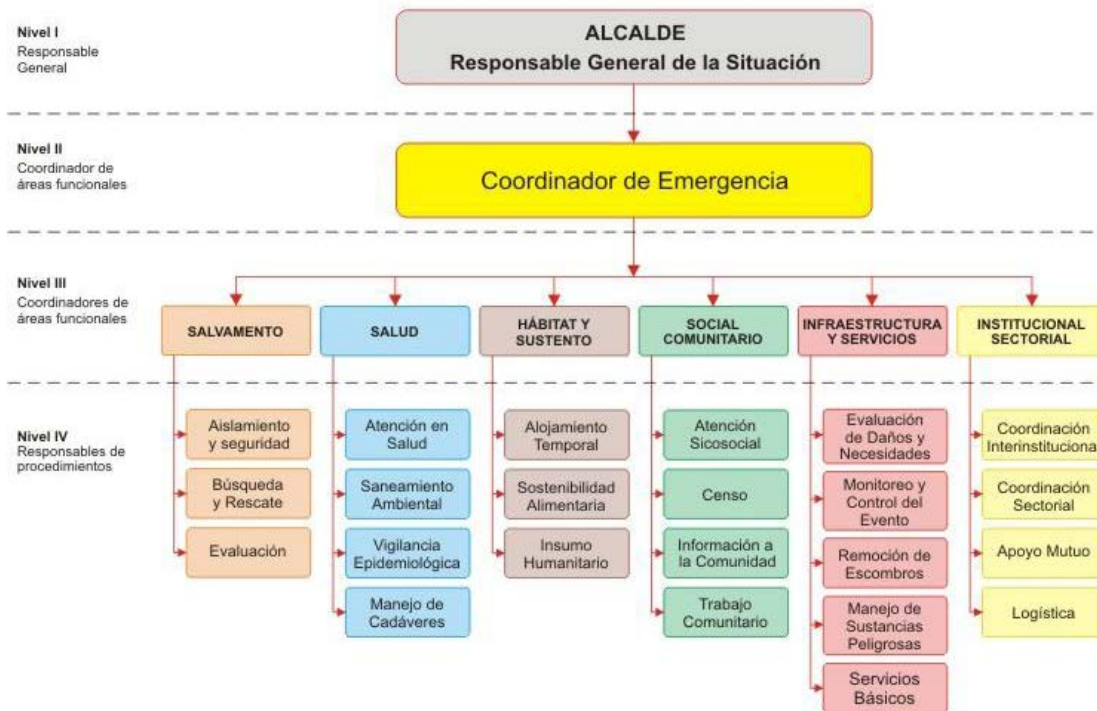 Nivel I
Responsable
General
ALCALDE
Responsable General de la Situación
Nivel II
Coordinador de
áreas funcionales
Coordinador de Emergencia
Nivel III
Coordinadores de
áreas funcionales
SALVAMENTO
SALUD
HÁBITAT Y
SUSTENTO
SOCIAL
COMUNITARIO
INFRAESTRUCTURA
Y SERVICIOS
INSTITUCIONAL
SECTORIAL
Nivel IV
Responsables de
procedimientos
Aislamiento
y seguridad
Búsqueda
y Rescate
Evaluación
Atención en
Salud
Saneamiento
Ambiental
Vigilancia
Epidemiológica
Manejo de
Cadáveres
Alojamiento
Temporal
Sostenibilidad
Alimentaria
Insumo
Humanitario
Atención
Sicosocial
Censo
Información a
la Comunidad
Trabajo
Comunitario
Evaluación
de Daños y
Necesidades
Monitoreo y
Control del
Evento
Remoción de
Escombros
Manejo de
Sustancias
Peligrosas
Servicios
Básicos
Coordinación
Interinstituciona
Coordinación
Sectorial
Apoyo Mutuo
Logística